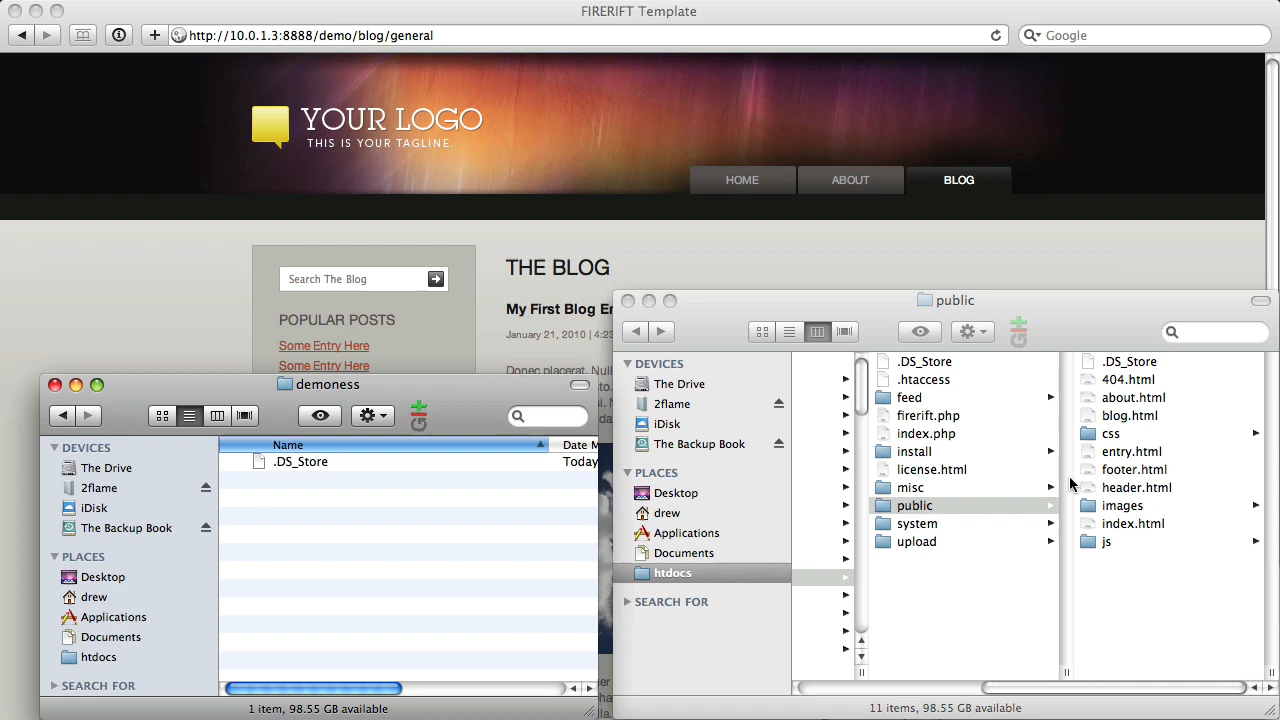 FIRERIFT Template
http://10.0.1.3:8888/demo/blog/general
Google
YOUR LOGO
THIS IS YOUR TAGLINE.
HOME
ABOUT
BLOG
Search The Blog
POPULAR POSTS
Some Entry Here
Some Entry Here
THE BLOG
My First Blog En
January 21, 2010 | 4:23
Donec placerat. Null
demoness
DEVICES
The Drive
2flame
iDisk
The Backup Book
PLACES
Desktop
drew
Applications
Documents
htdocs
SEARCH FOR
Name
Date M
.DS_Store
Today
1 item, 98.55 GB available
public
Git
DEVICES
The Drive
2flame
iDisk
The Backup Book
PLACES
Desktop
drew
Applications
Documents
htdocs
SEARCH FOR
.DS_Store
.htaccess
feed
firerift.php
index.php
install
license.html
misc
public
system
upload
.DS_Store
404.html
about.html
blog.html
css
entry.html
footer.html
header.html
images
index.html
js
11 items, 98.55 GB available